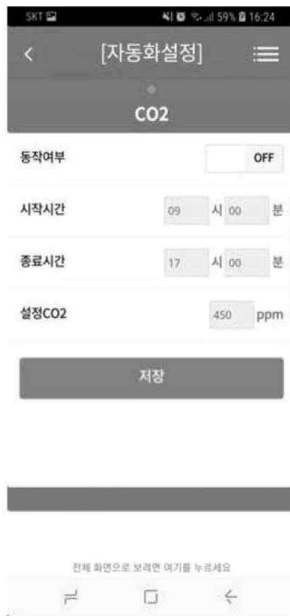 SKT 59% 16:24
[자동화설정]
CO2
동작여부 OFF
시작시간 09 시 00 분
종료시간 17 시 00 분
설정CO2 450 ppm
저장
전체 화면으로 보려면 여기를 누르세요